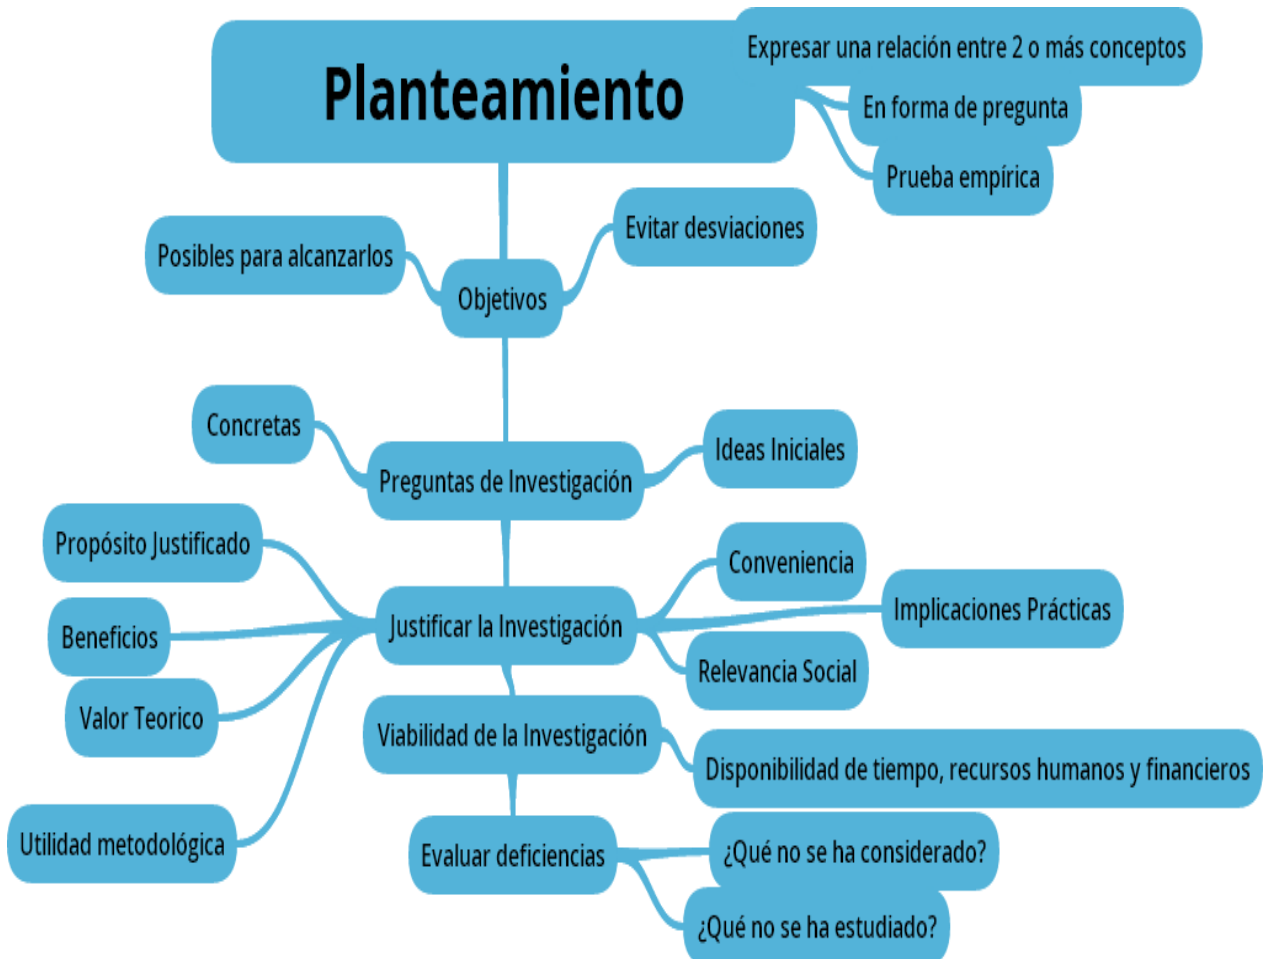 Planteamiento
Expresar una relación entre 2 o más conceptos
En forma de pregunta
Prueba empírica
Posibles para alcanzarlos
Evitar desviaciones
Objetivos
Concretas
Ideas Iniciales
Preguntas de Investigación
Propósito Justificado
Conveniencia
Implicaciones Prácticas
Beneficios
Justificar la Investigación
Relevancia Social
Valor Teorico
Viabilidad de la Investigación
Disponibilidad de tiempo, recursos humanos y financieros
Utilidad metodológica
Evaluar deficiencias
¿Qué no se ha considerado?
¿Qué no se ha estudiado?